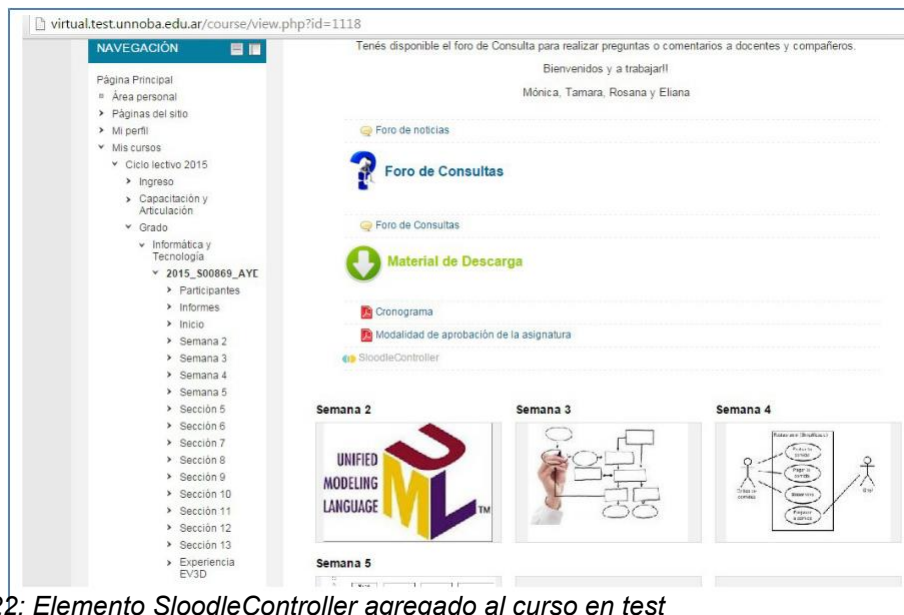 virtual.test.unnoba.edu.ar/course/view.php?id=1118
NAVEGACIÓN
Página Principal
Área personal
Páginas del sitio
Mi perfil
Mis cursos
Ciclo lectivo 2015
Ingreso
Capacitación y
Articulación
Grado
Informática y
Tecnología
2015_S00869_AYD
Participantes
Informes
Inicio
Semana 2
Semana 3
Semana 4
Semana 5
Sección 5
Sección 6
Sección 7
Sección 8
Sección 9
Sección 10
Sección 11
Sección 12
Sección 13
Experiencia
EV3D
Tenés disponible el foro de Consulta para realizar preguntas o comentarios a docentes y compañeros.
Bienvenidos y a trabajar!!
Mónica, Tamara, Rosana y Eliana
Foro de noticias
Foro de Consultas
Foro de Consultas
Material de Descarga
Cronograma
Modalidad de aprobación de la asignatura
SloodleController
Semana 2
Semana 3
Semana 4
UNIFIED
MODELING
LANGUAGE
UML
TM
Semana 5
22: Elemento SloodleController agregado al curso en test